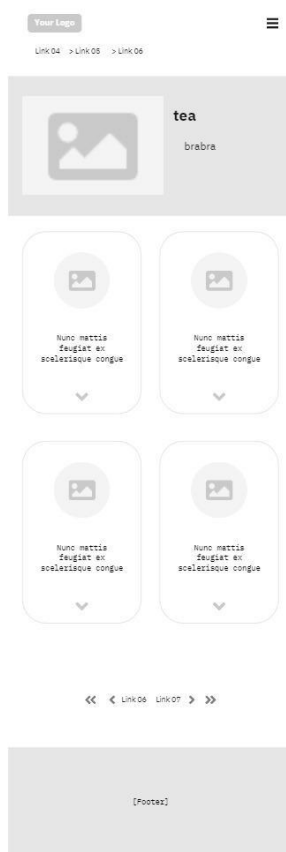 Your Logo
Link 04 > Link 05 > Link 06
tea
brabra
Nunc mattis
feugiat ex
scelerisque congue
Nunc mattis
feugiat ex
scelerisque congue
Nunc mattis
feugiat ex
scelerisque congue
Nunc mattis
feugiat ex
scelerisque congue
Link 06 Link 07
[Footer]